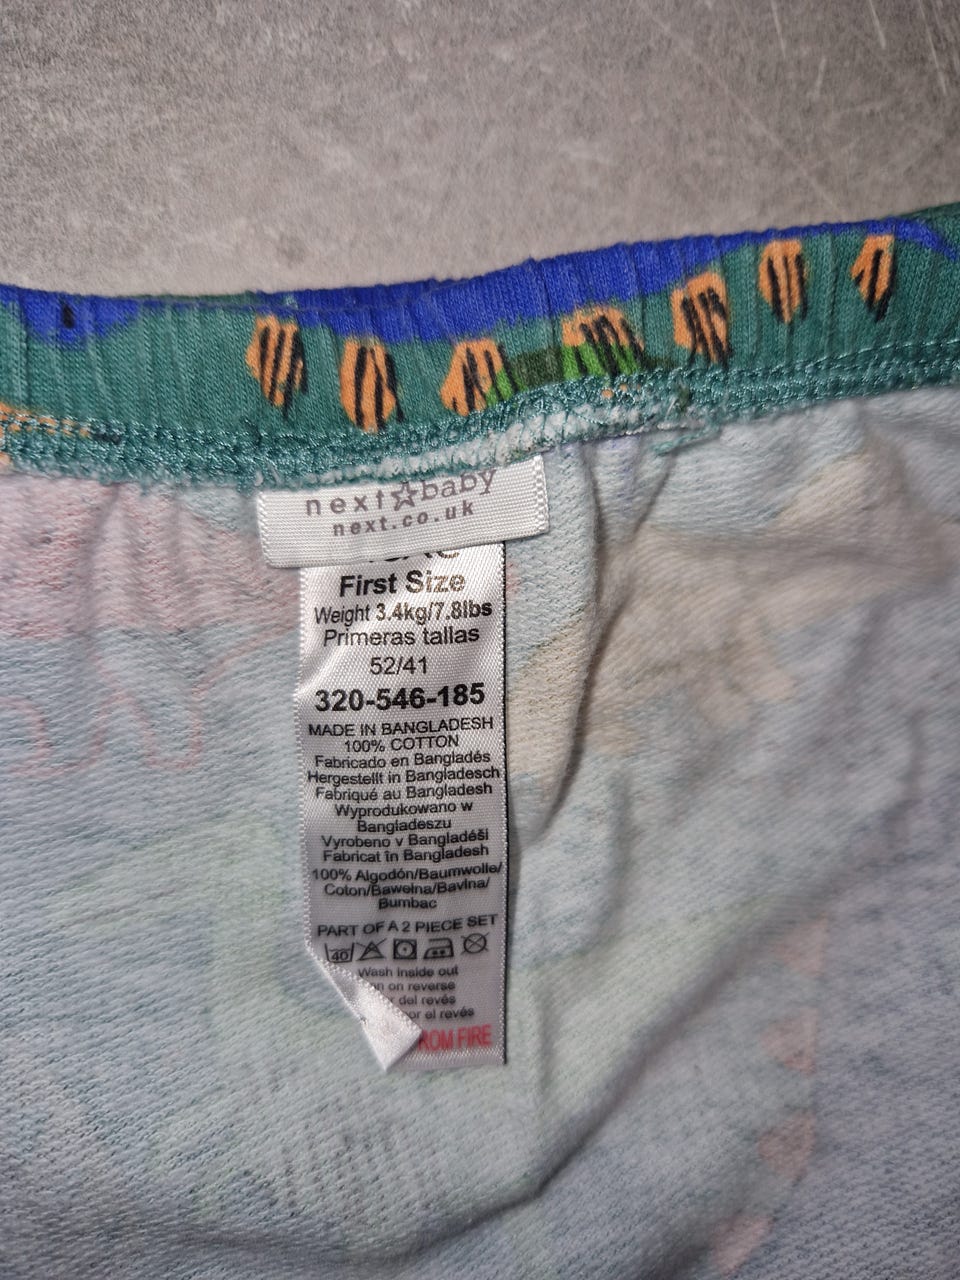 next☆baby
next.co.uk
First Size
Weight 3.4kg/7.8lbs
Primeras tallas
52/41
320-546-185
MADE IN BANGLADESH
100% COTTON
Fabricado en Bangladés
Hergestellt in Bangladesch
Fabriqué au Bangladesh
Wyprodukowano w
Bangladeszu
Vyrobeno v Bangladéši
Fabricat în Bangladesh
100% Algodón/Baumwolle/
Coton/Bawełna/Bavlna/
Bumbac
PART OF A 2 PIECE SET
40
Wash inside out
on reverse
del revés
por el revés
FROM FIRE